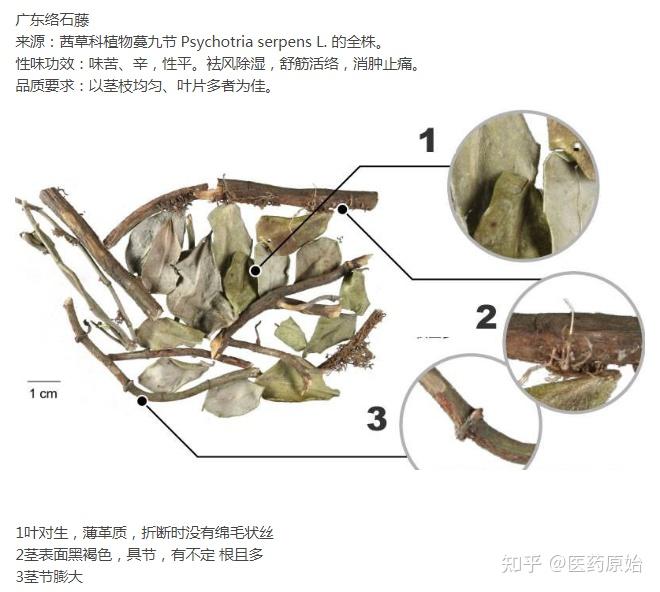 广东络石藤
来源：茜草科植物蔓九节 Psychotria serpens L. 的全株。
性味功效：味苦、辛，性平。祛风除湿，舒筋活络，消肿止痛。
品质要求：以茎枝均匀、叶片多者为佳。
1
2
1 cm
3
1叶对生，薄革质，折断时没有绵毛状丝
2茎表面黑褐色，具节，有不定 根且多
3茎节膨大
知乎 @医药原始